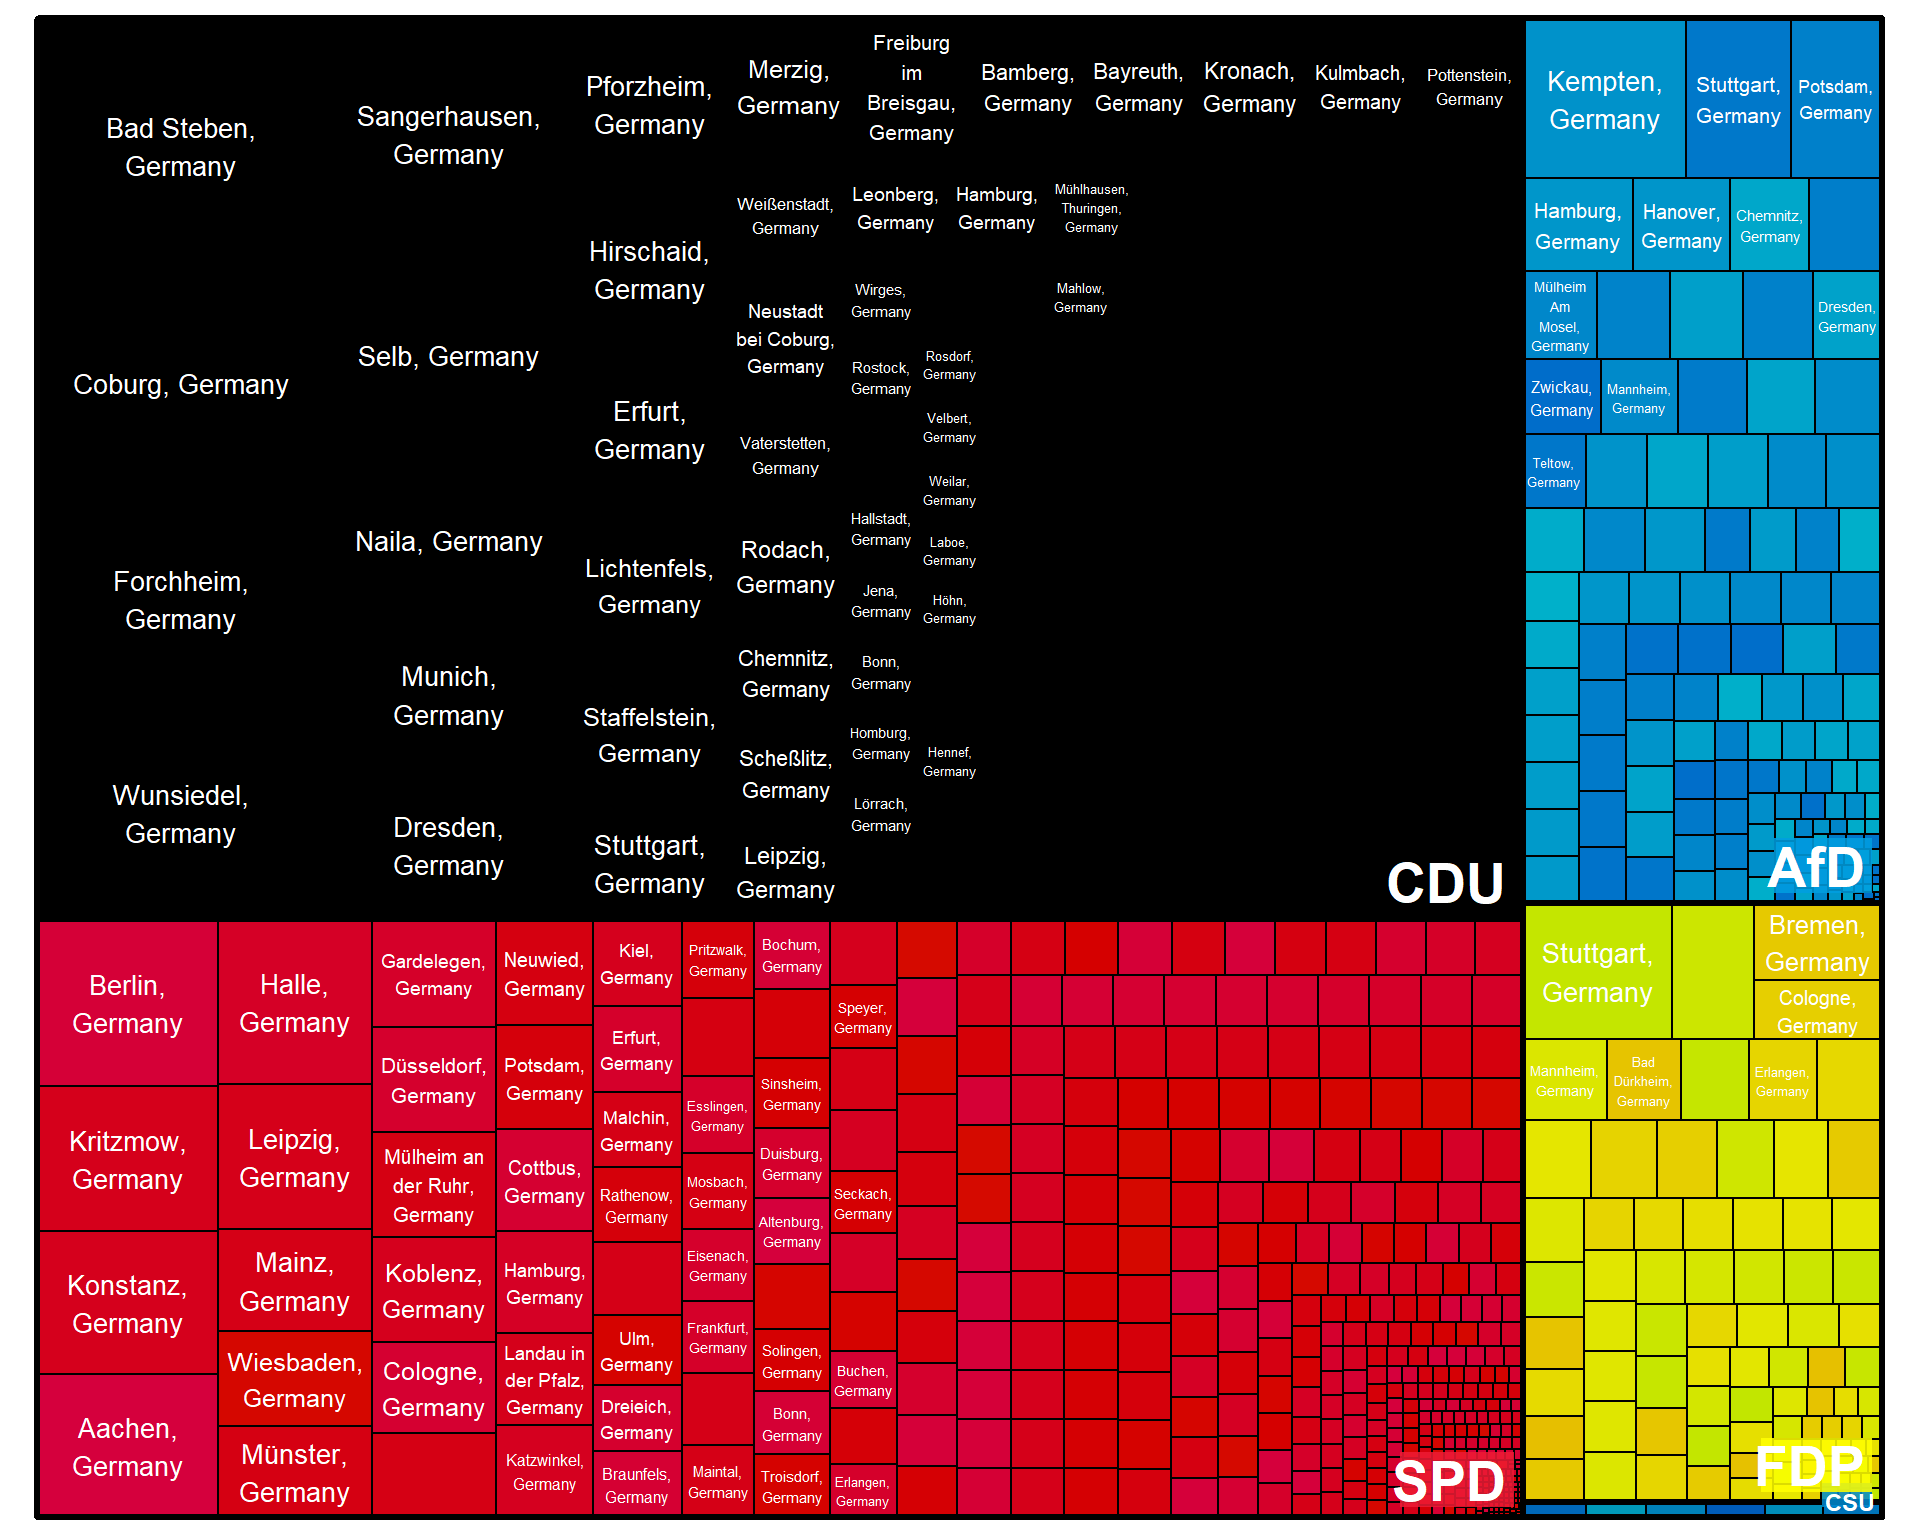 Bad Steben,
Germany
Coburg, Germany
Forchheim,
Germany
Wunsiedel,
Germany
Sangerhausen,
Germany
Selb, Germany
Naila, Germany
Munich,
Germany
Dresden,
Germany
Pforzheim,
Germany
Hirschaid,
Germany
Erfurt,
Germany
Lichtenfels,
Germany
Staffelstein,
Germany
Stuttgart,
Germany
Merzig,
Germany
Weißenstadt,
Germany
Neustadt
bei Coburg,
Germany
Vaterstetten,
Germany
Rodach,
Germany
Chemnitz,
Germany
Scheßlitz,
Germany
Leipzig,
Germany
Freiburg
im
Breisgau,
Germany
Bamberg,
Germany
Bayreuth,
Germany
Kronach,
Germany
Kulmbach,
Germany
Pottenstein,
Germany
Leonberg,
Germany
Hamburg,
Germany
Mühlhausen,
Thuringen,
Germany
Wirges,
Germany
Mahlow,
Germany
Rostock,
Germany
Rosdorf,
Germany
Velbert,
Germany
Weilar,
Germany
Hallstadt,
Germany
Laboe,
Germany
Jena,
Germany
Höhn,
Germany
Bonn,
Germany
Homburg,
Germany
Hennef,
Germany
Lörrach,
Germany
CDU
Kempten,
Germany
Stuttgart,
Germany
Potsdam,
Germany
Hamburg,
Germany
Hanover,
Germany
Chemnitz,
Germany
Mülheim
Am
Mosel,
Germany
Dresden,
Germany
Zwickau,
Germany
Mannheim,
Germany
Teltow,
Germany
AfD
Berlin,
Germany
Kritzmow,
Germany
Konstanz,
Germany
Aachen,
Germany
Halle,
Germany
Leipzig,
Germany
Mainz,
Germany
Wiesbaden,
Germany
Münster,
Germany
Gardelegen,
Germany
Düsseldorf,
Germany
Mülheim an
der Ruhr,
Germany
Koblenz,
Germany
Cologne,
Germany
Neuwied,
Germany
Potsdam,
Germany
Cottbus,
Germany
Hamburg,
Germany
Landau in
der Pfalz,
Germany
Katzwinkel,
Germany
Kiel,
Germany
Erfurt,
Germany
Malchin,
Germany
Rathenow,
Germany
Ulm,
Germany
Dreieich,
Germany
Braunfels,
Germany
Pritzwalk,
Germany
Esslingen,
Germany
Mosbach,
Germany
Eisenach,
Germany
Frankfurt,
Germany
Maintal,
Germany
Bochum,
Germany
Sinsheim,
Germany
Duisburg,
Germany
Altenburg,
Germany
Solingen,
Germany
Bonn,
Germany
Troisdorf,
Germany
Speyer,
Germany
Seckach,
Germany
Buchen,
Germany
Erlangen,
Germany
SPD
Stuttgart,
Germany
Bremen,
Germany
Cologne,
Germany
Mannheim,
Germany
Bad
Dürkheim,
Germany
Erlangen,
Germany
FDP
CSU